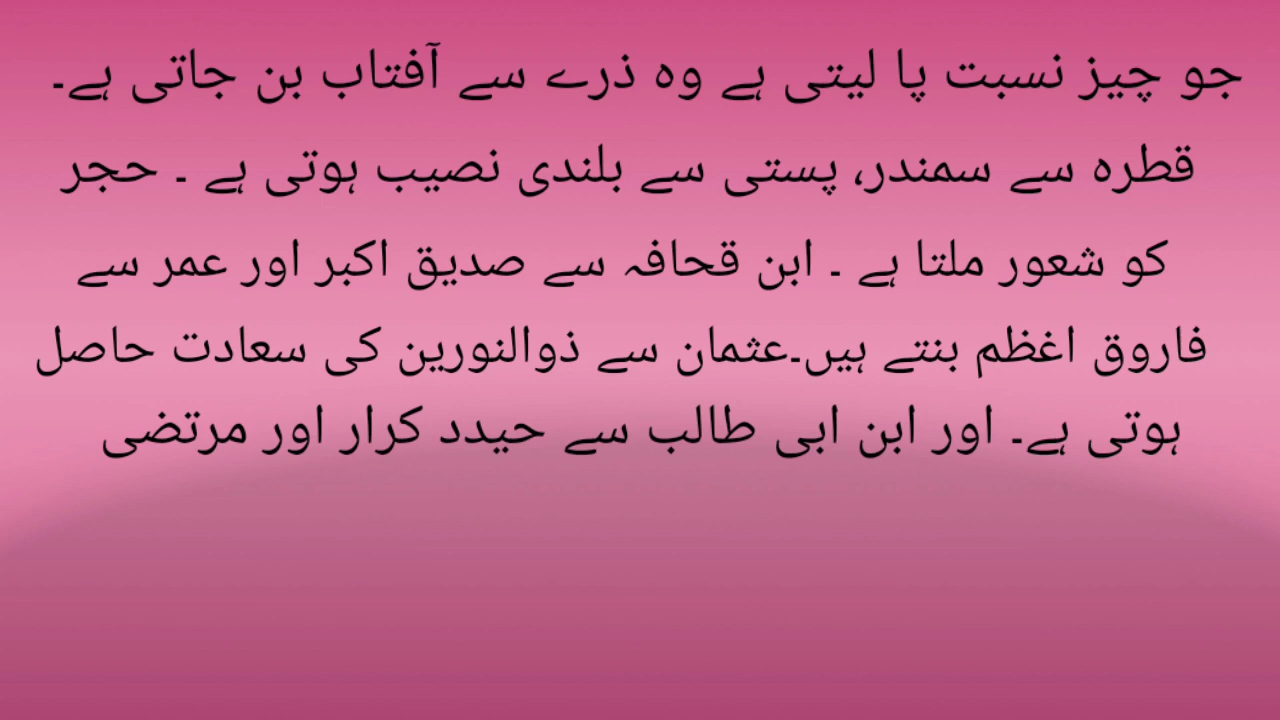 جو چیز نسبت پا لیتی ہے وہ ذرے سے آفتاب بن جاتی ہے۔
قطرہ سے سمندر، پستی سے بلندی نصیب ہوتی ہے ۔ حجر
کو شعور ملتا ہے ۔ ابن قحافہ سے صدیق اکبر اور عمر سے
فاروق اغظم بنتے ہیں۔عثمان سے ذوالنورین کی سعادت حاصل
ہوتی ہے۔ اور ابن ابی طالب سے حیدد کرار اور مرتضی